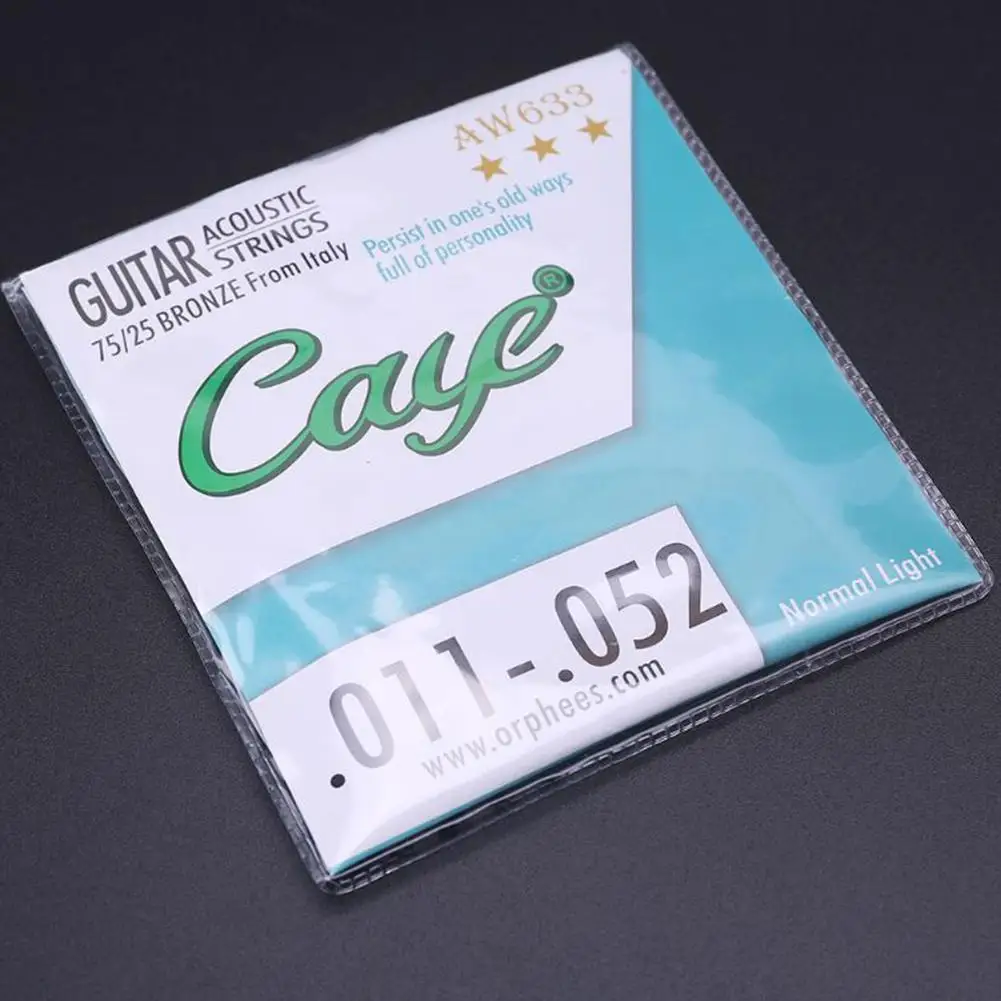 AW633
GUITAR ACOUSTIC STRINGS
75/25 BRONZE From Italy
Persist in one's old ways
full of personality
Caye®
.011-.052
www.orphees.com
Normal Light